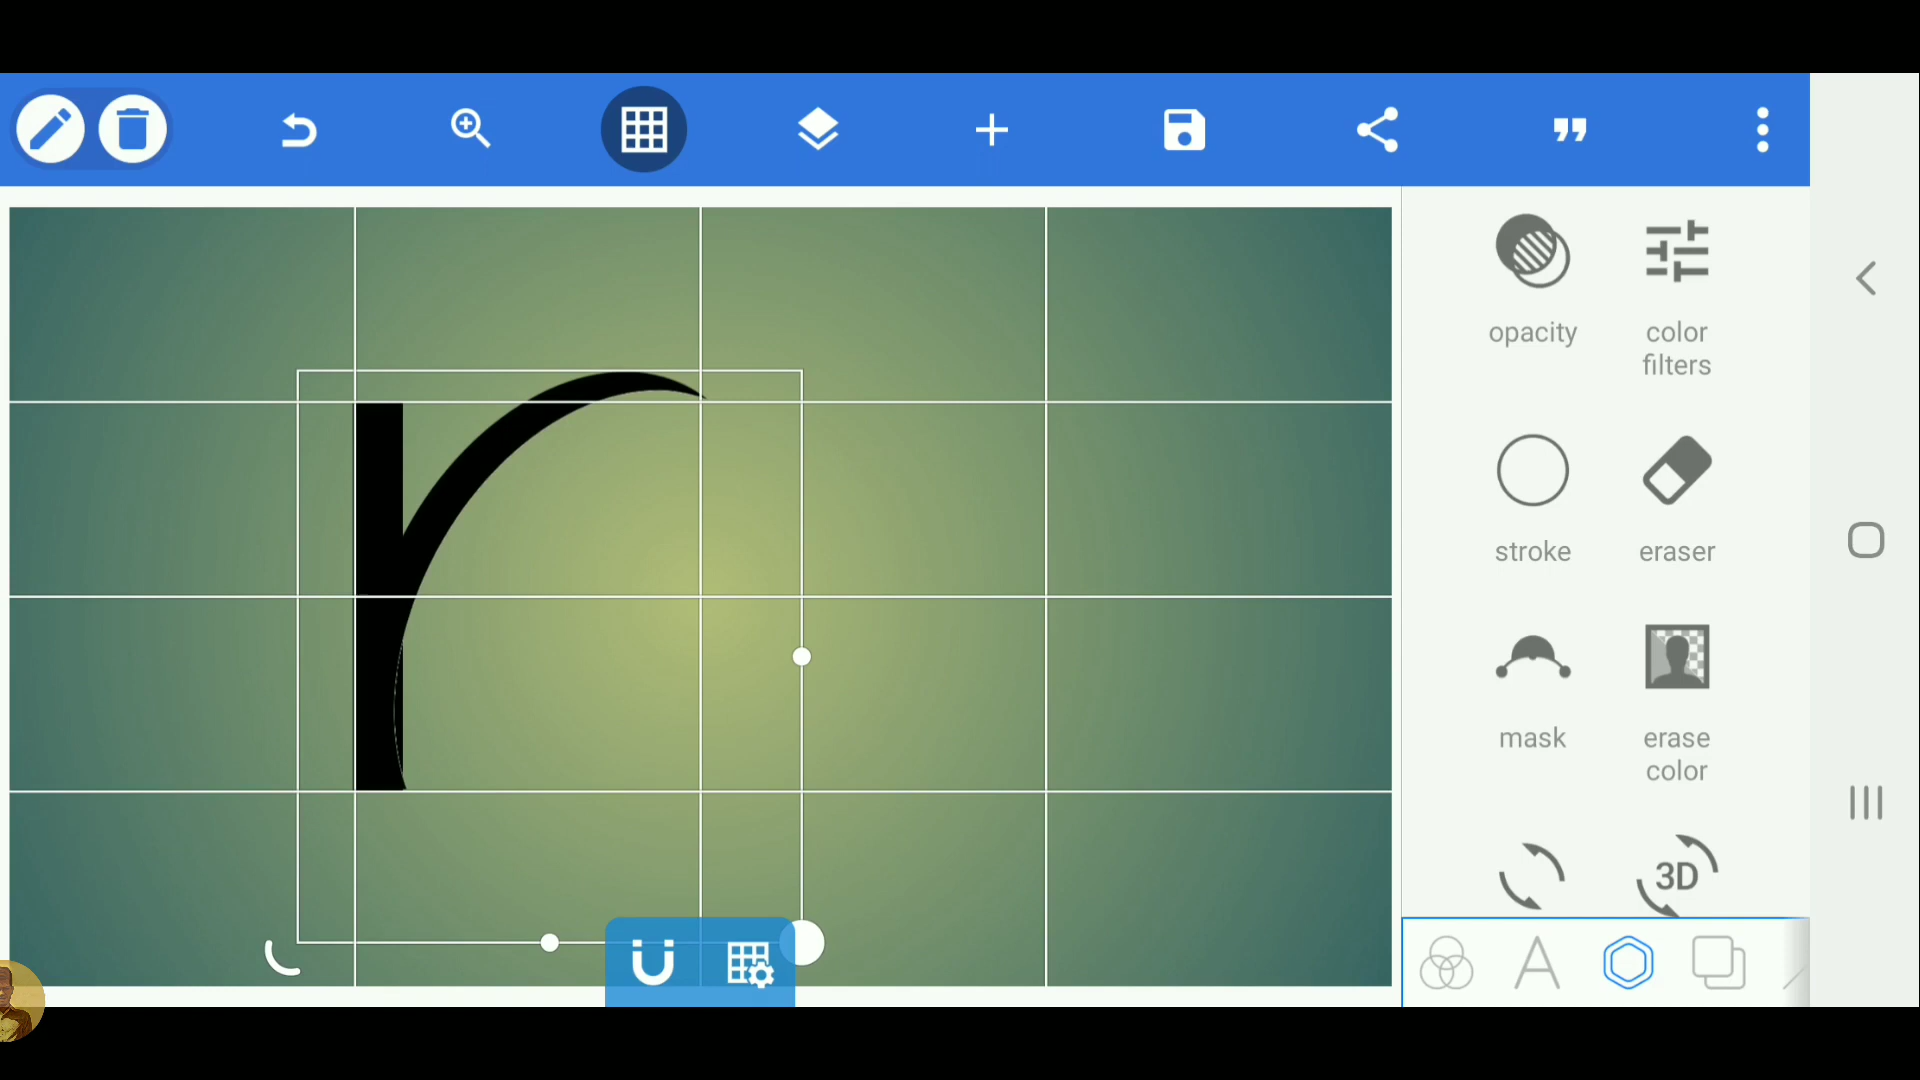 opacity
color
filters
stroke
eraser
mask
erase
color
3D
A
r